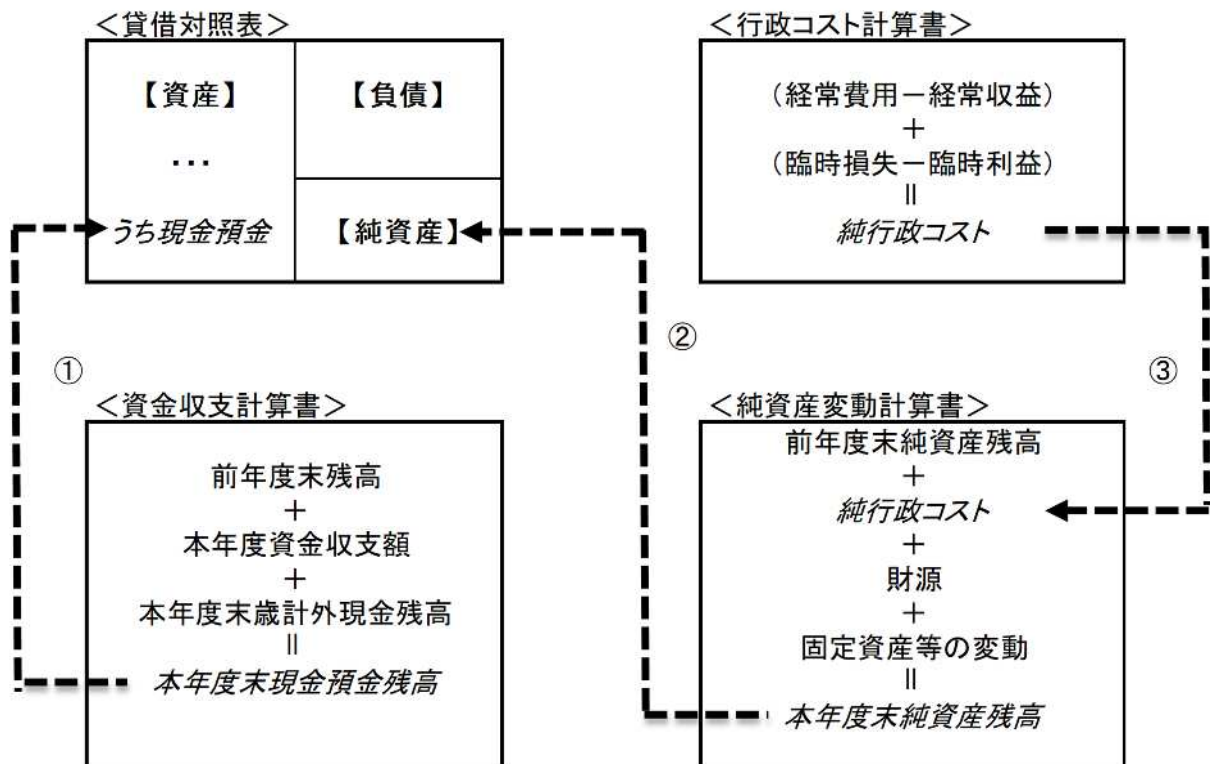 ＜貸借対照表＞
【資産】
…
うち現金預金
【負債】
【純資産】
＜行政コスト計算書＞
（経常費用－経常収益）
＋
（臨時損失－臨時利益）
＝
純行政コスト
①
②
③
＜資金収支計算書＞
前年度末残高
＋
本年度資金収支額
＋
本年度末歳計外現金残高
＝
本年度末現金預金残高
＜純資産変動計算書＞
前年度末純資産残高
＋
純行政コスト
＋
財源
＋
固定資産等の変動
＝
本年度末純資産残高